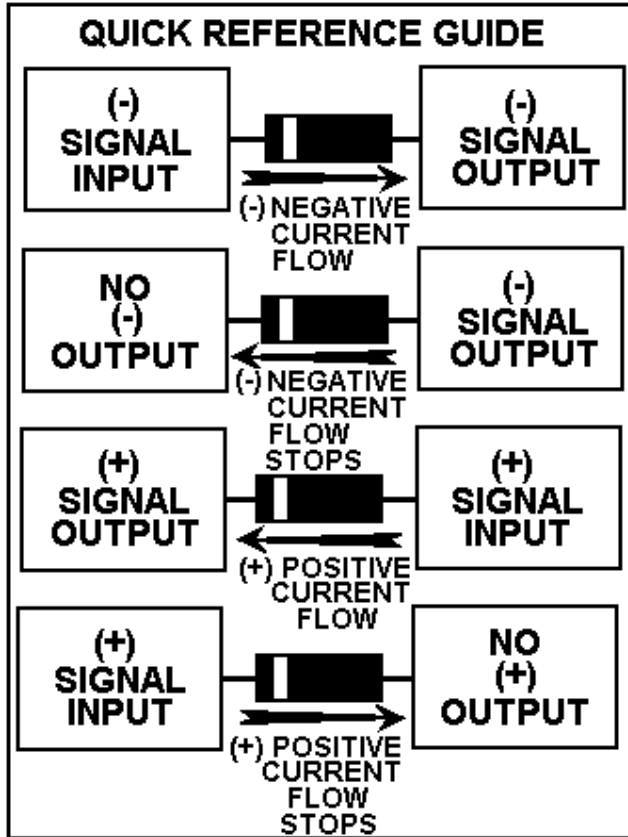 QUICK REFERENCE GUIDE
(-)
SIGNAL
INPUT
(-)
SIGNAL
OUTPUT
(-) NEGATIVE
CURRENT
FLOW
NO
(-)
OUTPUT
(-)
SIGNAL
OUTPUT
(-) NEGATIVE
CURRENT
FLOW
STOPS
(+)
SIGNAL
OUTPUT
(+)
SIGNAL
INPUT
(+) POSITIVE
CURRENT
FLOW
(+)
SIGNAL
INPUT
NO
(+)
OUTPUT
(+) POSITIVE
CURRENT
FLOW
STOPS